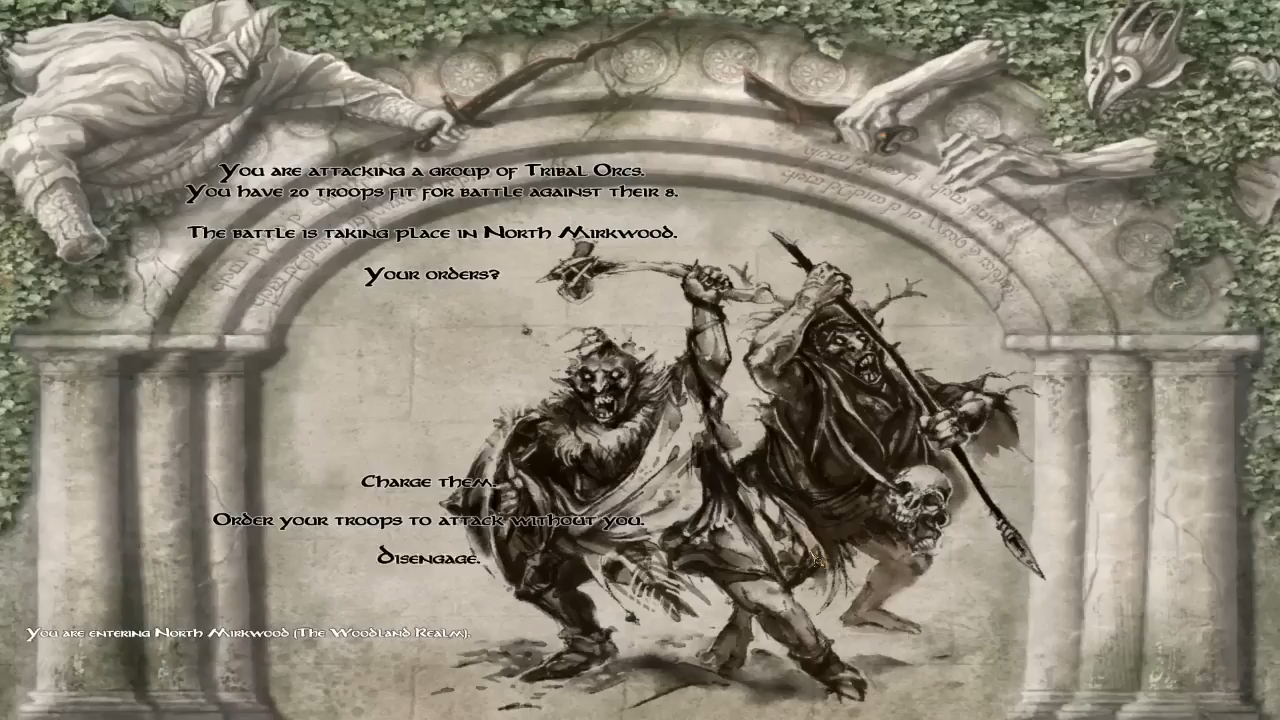 You are attacking a group of Tribal Orcs.
You have 20 troops fit for battle against their 8.
The battle is taking place in North Mirkwood.
Your orders?
Charge them.
Order your troops to attack without you.
Disengage.
You are entering North Mirkwood (The Woodland Realm).